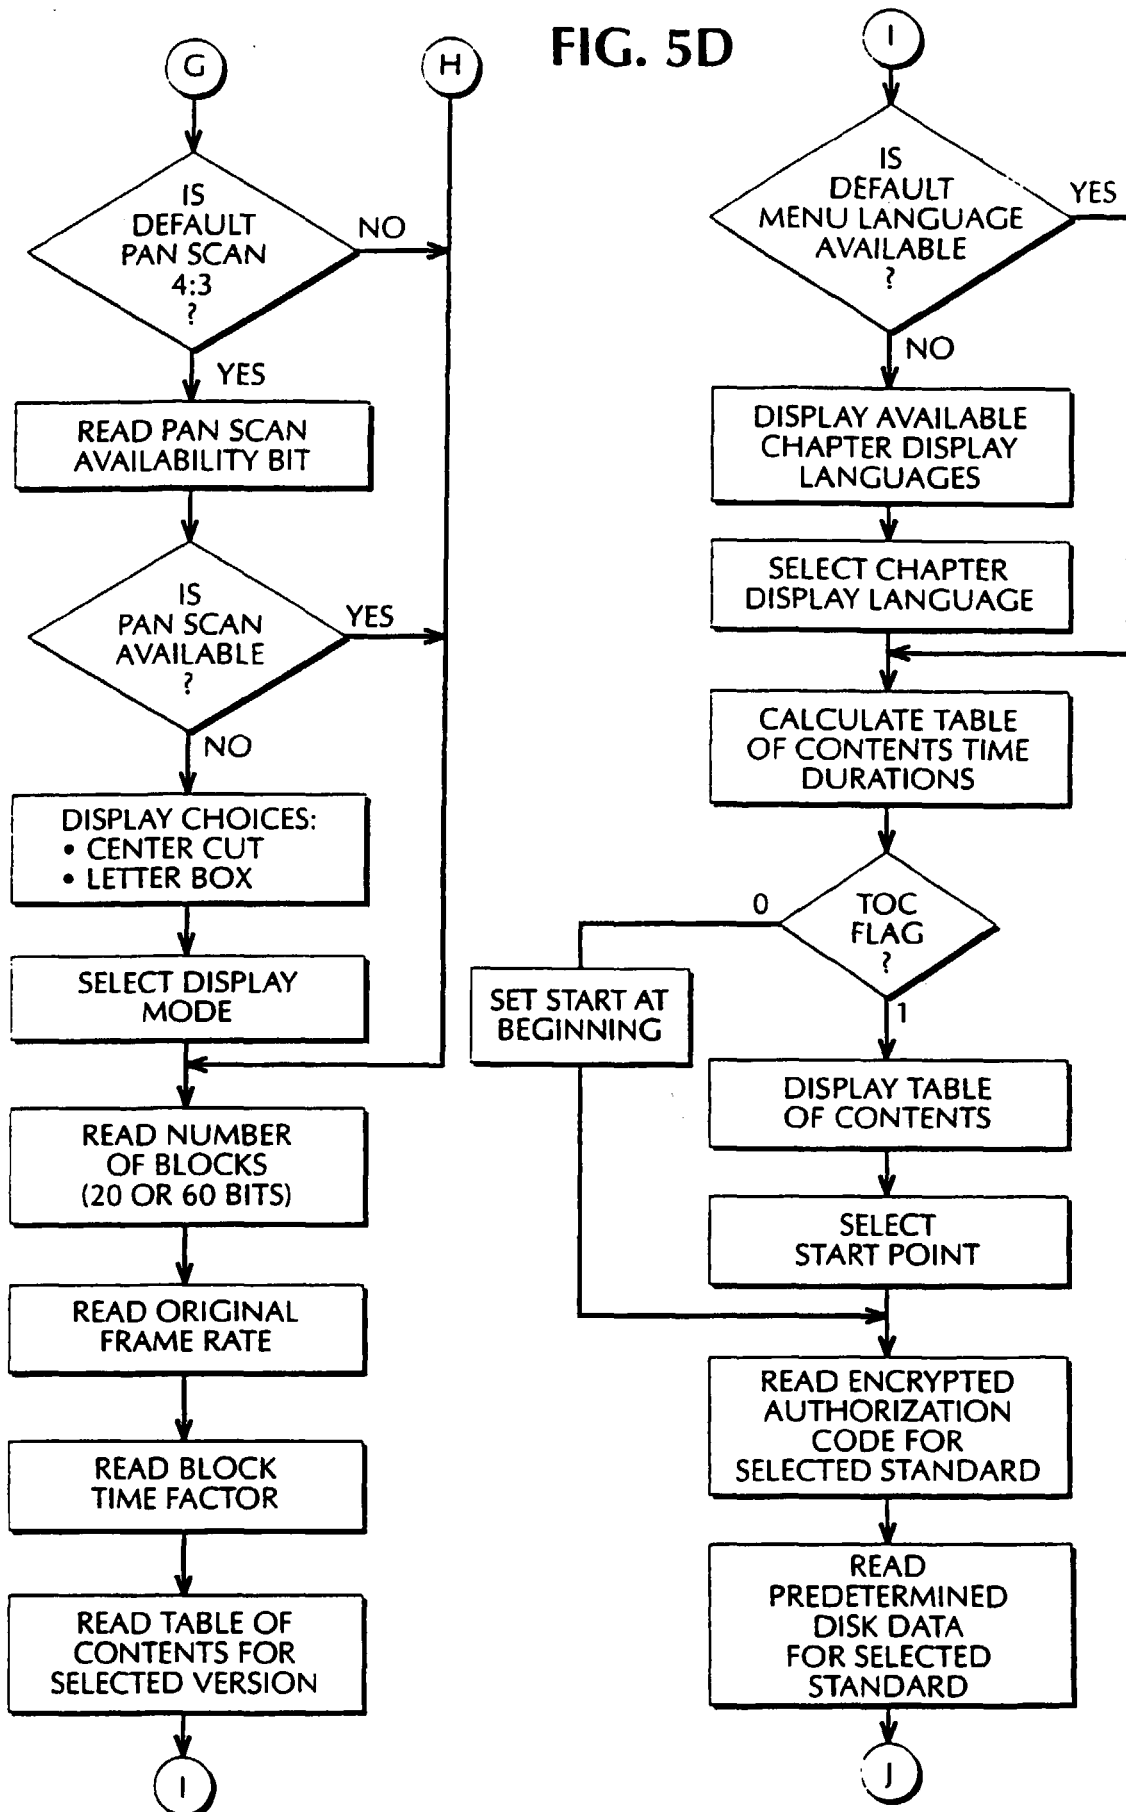 FIG. 5D
G
H
IS
DEFAULT
PAN SCAN
4:3
?
NO
YES
READ PAN SCAN
AVAILABILITY BIT
IS
PAN SCAN
AVAILABLE
?
YES
NO
DISPLAY CHOICES:
• CENTER CUT
• LETTER BOX
SELECT DISPLAY
MODE
READ NUMBER
OF BLOCKS
(20 OR 60 BITS)
READ ORIGINAL
FRAME RATE
READ BLOCK
TIME FACTOR
READ TABLE OF
CONTENTS FOR
SELECTED VERSION
I
I
IS
DEFAULT
MENU LANGUAGE
AVAILABLE
?
YES
NO
DISPLAY AVAILABLE
CHAPTER DISPLAY
LANGUAGES
SELECT CHAPTER
DISPLAY LANGUAGE
CALCULATE TABLE
OF CONTENTS TIME
DURATIONS
TOC
FLAG
?
0
1
SET START AT
BEGINNING
DISPLAY TABLE
OF CONTENTS
SELECT
START POINT
READ ENCRYPTED
AUTHORIZATION
CODE FOR
SELECTED STANDARD
READ
PREDETERMINED
DISK DATA
FOR SELECTED
STANDARD
J